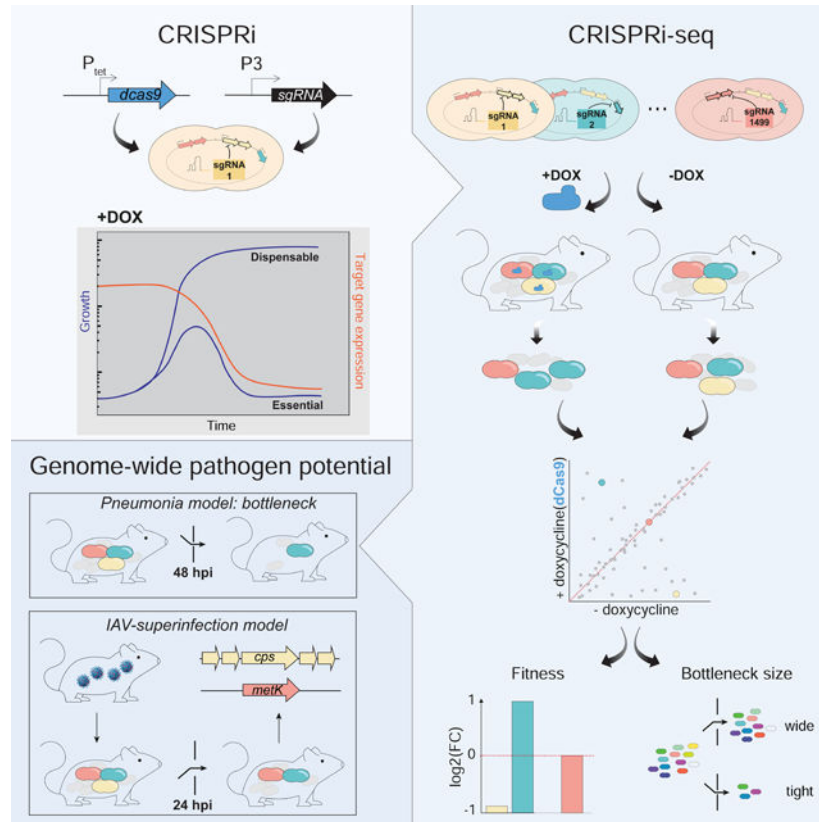 CRISPRi
Ptet
dcas9
P3
sgRNA
sgRNA
1
+DOX
Growth
Target gene expression
Dispensable
Essential
Time
CRISPRi-seq
sgRNA
1
sgRNA
2
...
sgRNA
1499
+DOX
-DOX
+ doxycycline(dCas9)
- doxycycline
Fitness
log2(FC)
1
0
-1
Bottleneck size
wide
tight
Genome-wide pathogen potential
Pneumonia model: bottleneck
48 hpi
IAV-superinfection model
cps
metK
24 hpi